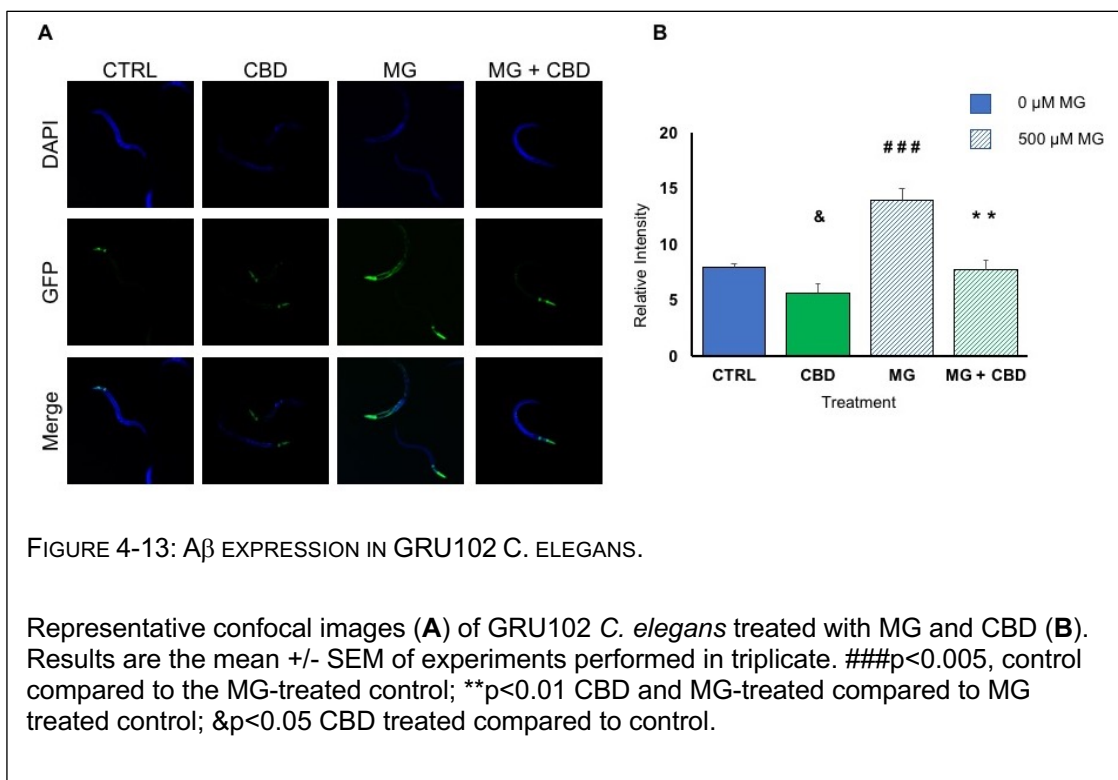 A
CTRL CBD MG MG + CBD
DAPI
GFP
Merge
B
0 µM MG
500 µM MG
Relative Intensity
20
15
10
5
0
&
###
**
CTRL CBD MG MG + CBD
Treatment
FIGURE 4-13: Aβ EXPRESSION IN GRU102 C. ELEGANS.
Representative confocal images (A) of GRU102 C. elegans treated with MG and CBD (B).
Results are the mean +/- SEM of experiments performed in triplicate. ###p<0.005, control
compared to the MG-treated control; **p<0.01 CBD and MG-treated compared to MG
treated control; &p<0.05 CBD treated compared to control.